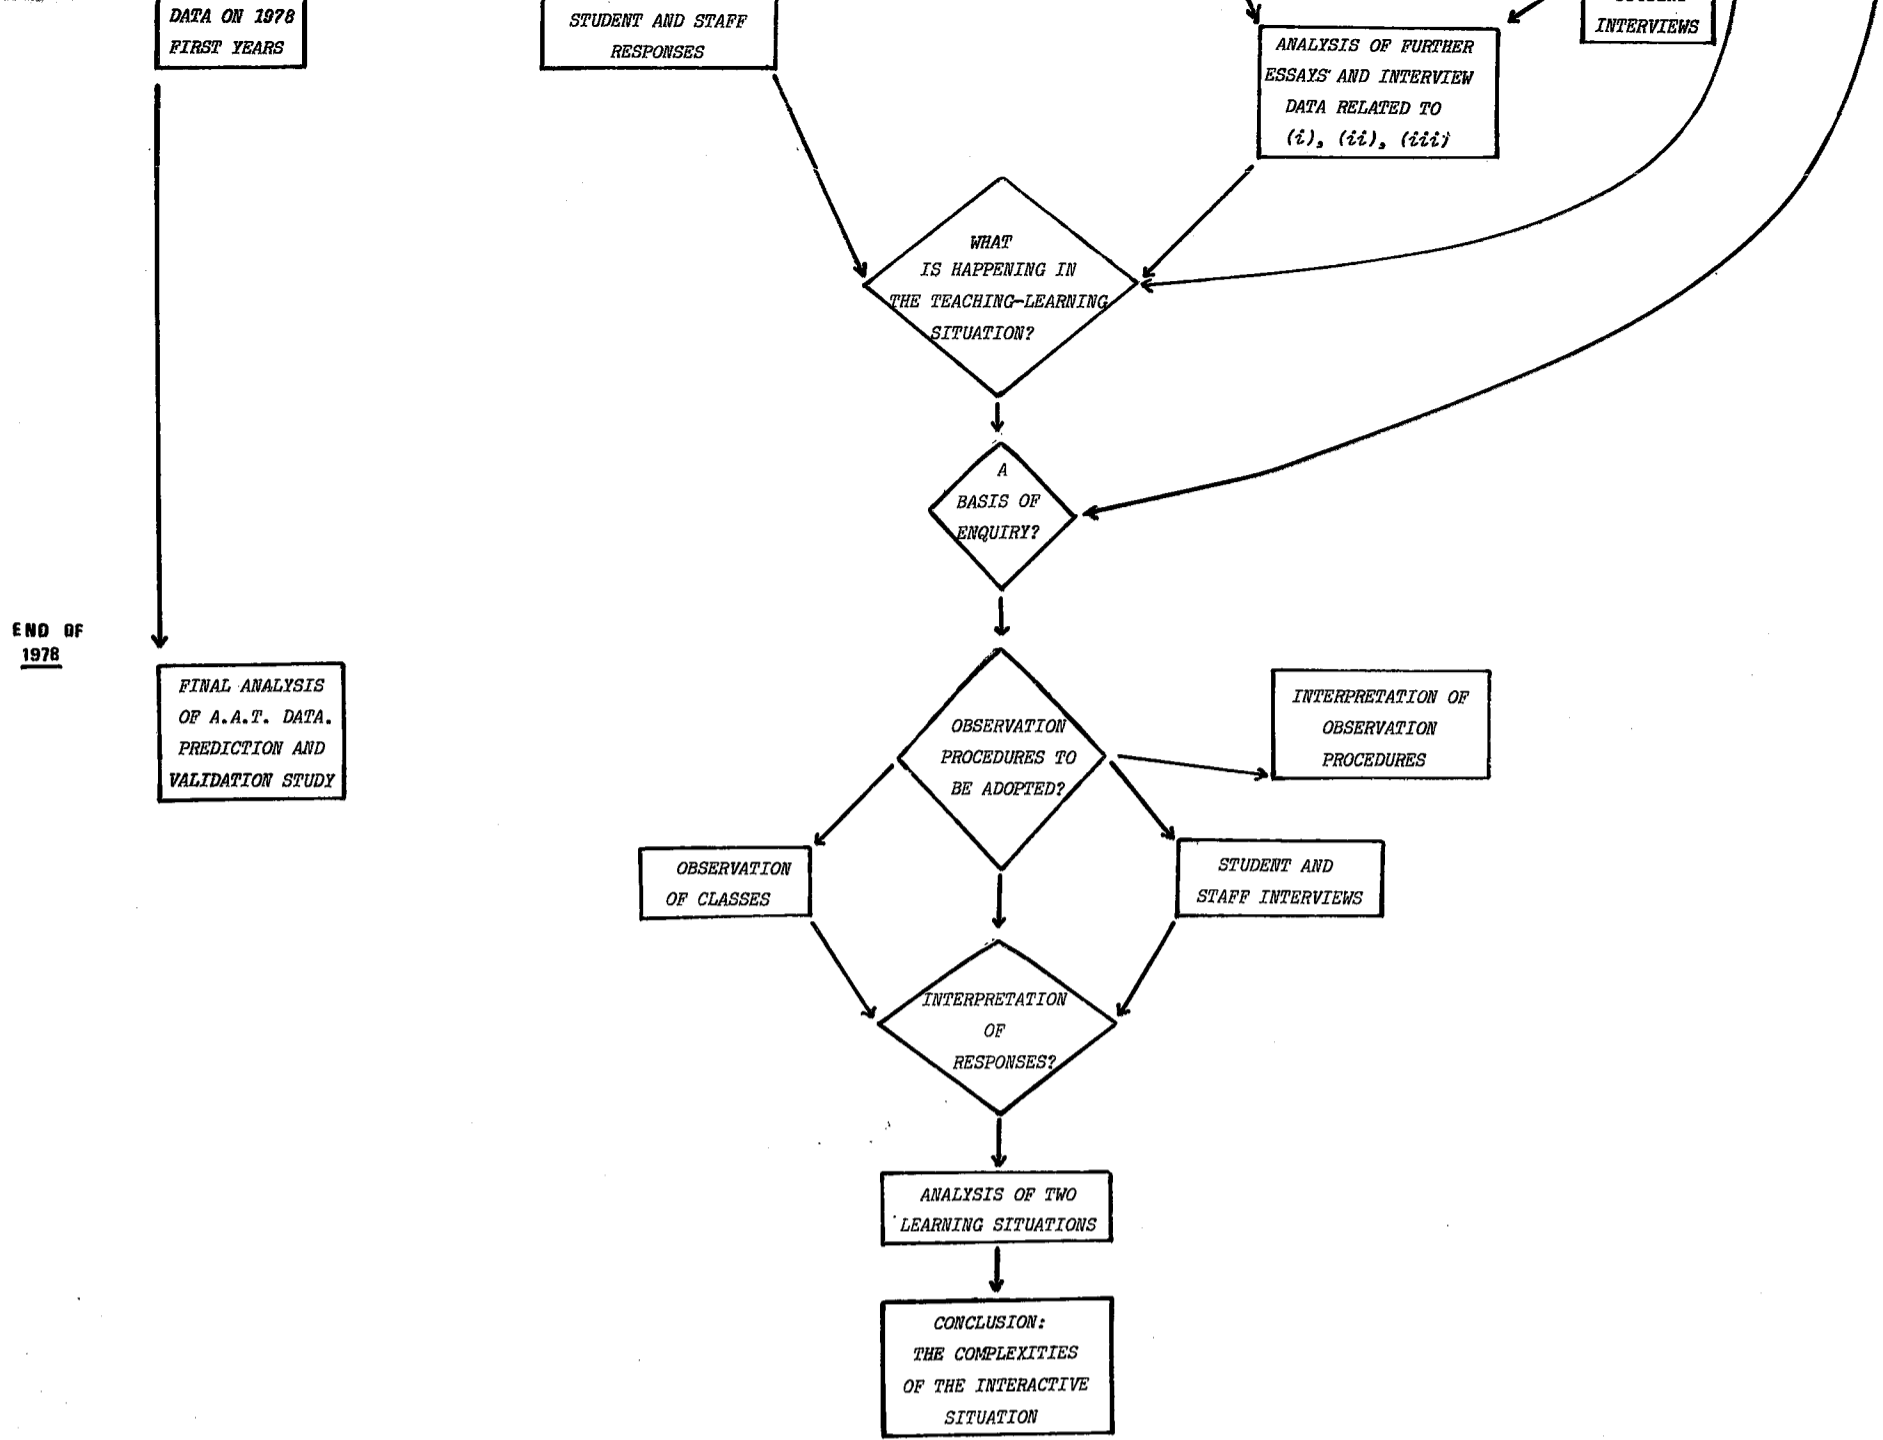 DATA ON 1978
FIRST YEARS
STUDENT AND STAFF
RESPONSES
INTERVIEWS
ANALYSIS OF FURTHER
ESSAYS AND INTERVIEW
DATA RELATED TO
(i), (ii), (iii)
WHAT
IS HAPPENING IN
THE TEACHING-LEARNING
SITUATION?
A
BASIS OF
ENQUIRY?
END OF
1978
FINAL ANALYSIS
OF A.A.T. DATA.
PREDICTION AND
VALIDATION STUDY
OBSERVATION
PROCEDURES TO
BE ADOPTED?
INTERPRETATION OF
OBSERVATION
PROCEDURES
OBSERVATION
OF CLASSES
STUDENT AND
STAFF INTERVIEWS
INTERPRETATION
OF
RESPONSES?
ANALYSIS OF TWO
LEARNING SITUATIONS
CONCLUSION:
THE COMPLEXITIES
OF THE INTERACTIVE
SITUATION